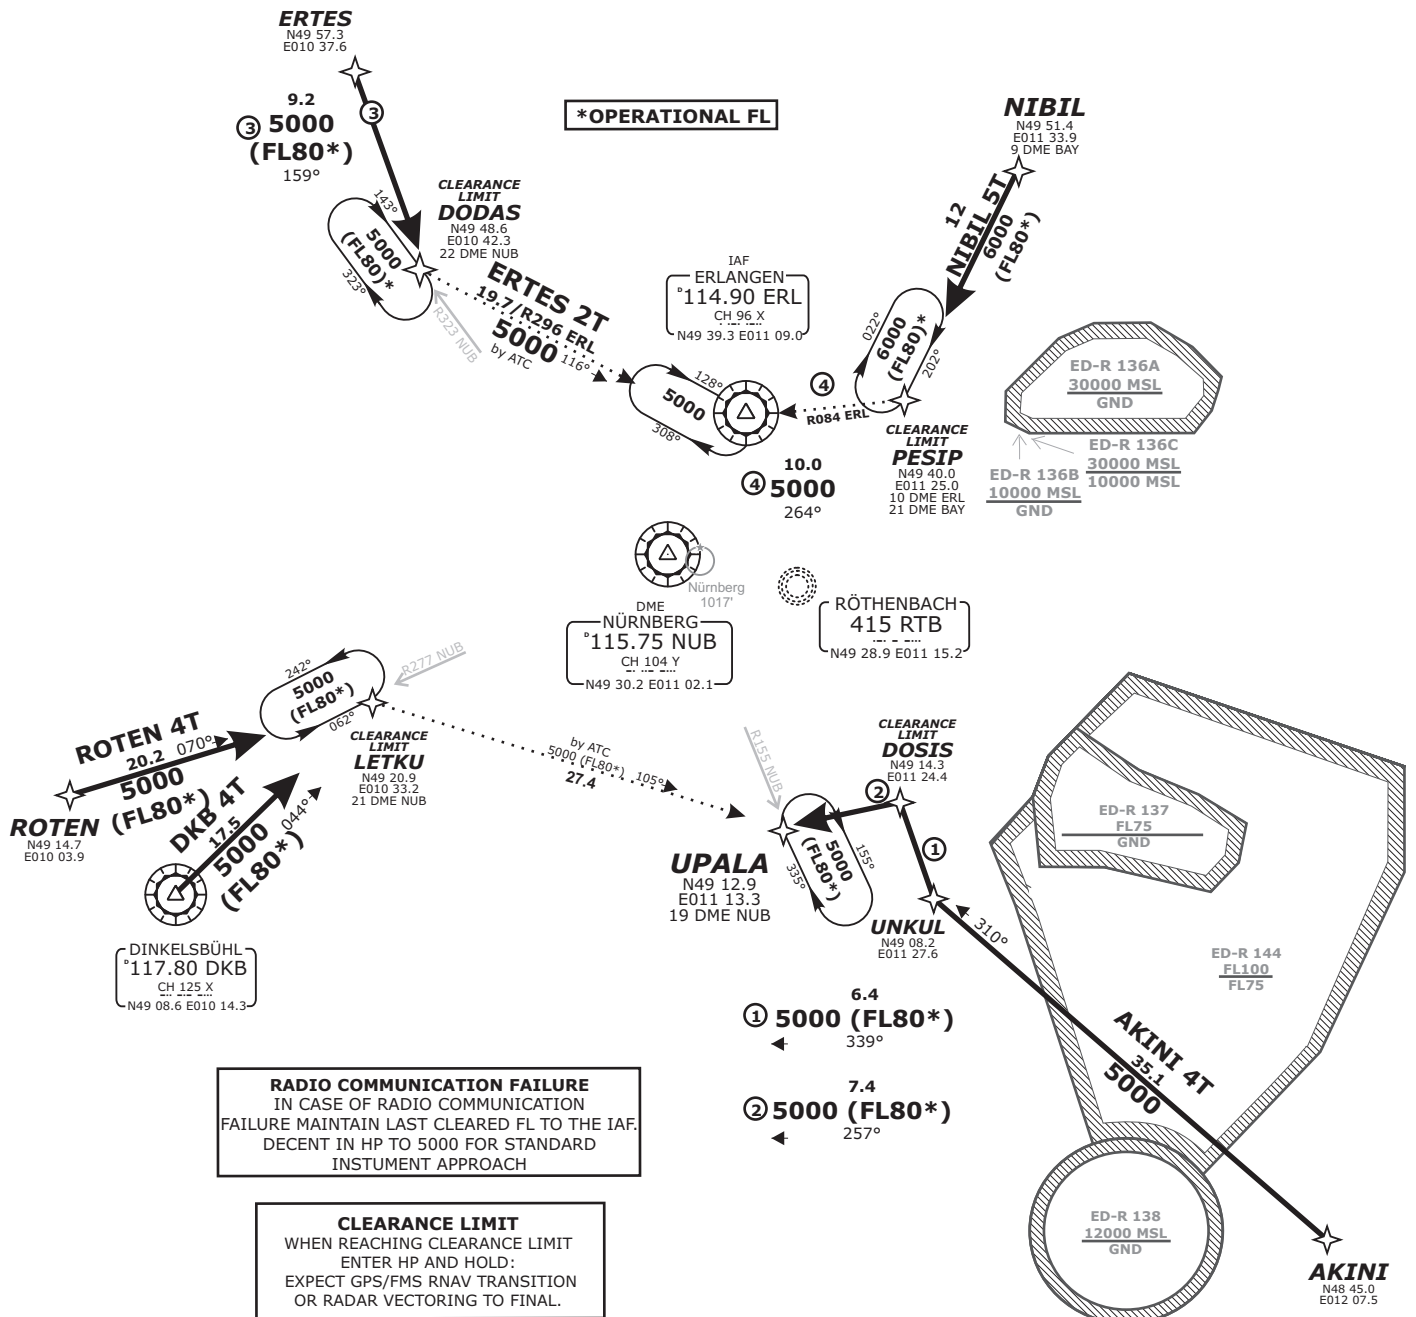 ERTES
N49 57.3
E010 37.6
9.2
3 5000
(FL80*)
159°
3
*OPERATIONAL FL
NIBIL
N49 51.4
E011 33.9
9 DME BAY
12
NIBIL 5T
6000
(FL80*)
CLEARANCE
LIMIT
DODAS
N49 48.6
E010 42.3
22 DME NUB
143°
5000
(FL80)*
323°
R323 NUB
ERTES 2T
19.7/R296 ERL
5000
by ATC
116°
IAF
ERLANGEN
D114.90 ERL
CH 96 X
N49 39.3 E011 09.0
128°
5000
308°
022°
6000
(FL80)*
202°
4
R084 ERL
CLEARANCE
LIMIT
PESIP
N49 40.0
E011 25.0
10 DME ERL
21 DME BAY
10.0
4 5000
264°
ED-R 136A
30000 MSL
GND
ED-R 136C
30000 MSL
10000 MSL
ED-R 136B
10000 MSL
GND
Nürnberg
1017'
DME
NÜRNBERG
D115.75 NUB
CH 104 Y
N49 30.2 E011 02.1
RÖTHENBACH
415 RTB
N49 28.9 E011 15.2
242°
5000
(FL80*)
062°
R277 NUB
ROTEN 4T
20.2 070°
5000
(FL80*)
ROTEN
N49 14.7
E010 03.9
CLEARANCE
LIMIT
LETKU
N49 20.9
E010 33.2
21 DME NUB
DKB 4T
17.5
5000
(FL80*)
044°
DINKELSBÜHL
D117.80 DKB
CH 125 X
N49 08.6 E010 14.3
by ATC
5000 (FL80*) 105°
27.4
R155 NUB
CLEARANCE
LIMIT
DOSIS
N49 14.3
E011 24.4
2
1
UPALA
N49 12.9
E011 13.3
19 DME NUB
155°
5000
(FL80*)
335°
UNKUL
N49 08.2
E011 27.6
310°
ED-R 137
FL75
GND
ED-R 144
FL100
FL75
6.4
1 5000 (FL80*)
339°
7.4
2 5000 (FL80*)
257°
AKINI 4T
35.1
5000
ED-R 138
12000 MSL
GND
AKINI
N48 45.0
E012 07.5
RADIO COMMUNICATION FAILURE
IN CASE OF RADIO COMMUNICATION
FAILURE MAINTAIN LAST CLEARED FL TO THE IAF.
DECENT IN HP TO 5000 FOR STANDARD
INSTUMENT APPROACH
CLEARANCE LIMIT
WHEN REACHING CLEARANCE LIMIT
ENTER HP AND HOLD:
EXPECT GPS/FMS RNAV TRANSITION
OR RADAR VECTORING TO FINAL.